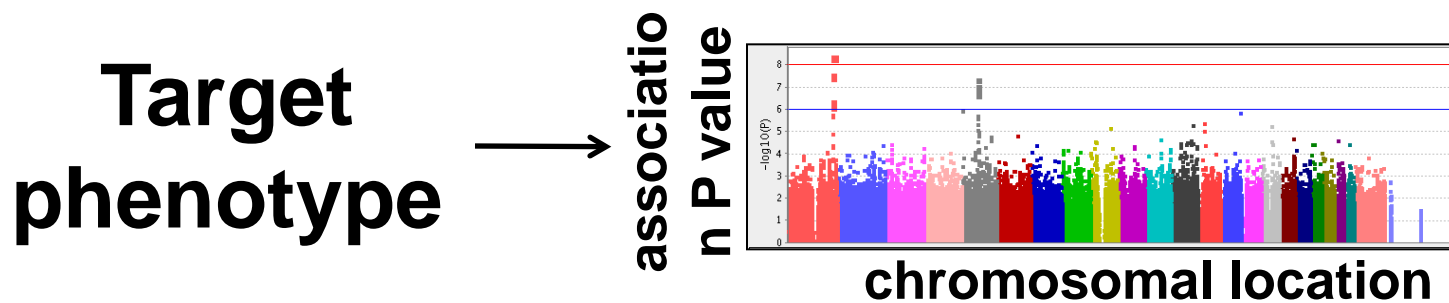 Target
phenotype
associatio
n P value
-log10(P)
8
7
6
5
4
3
2
1
0
chromosomal location